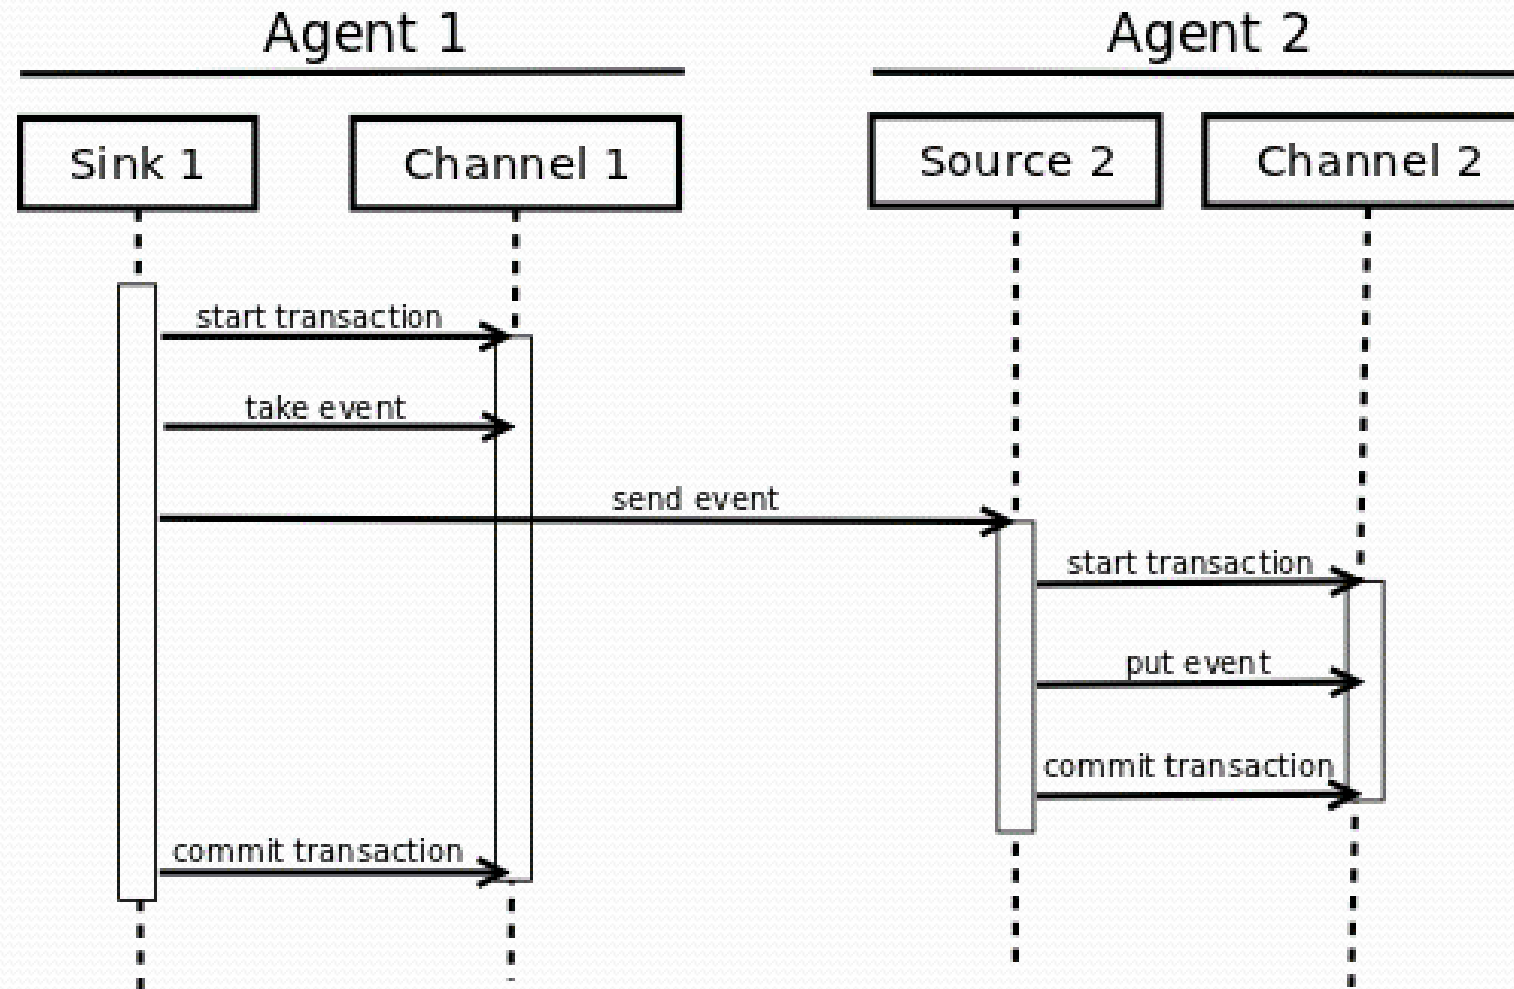 Agent 1
Agent 2
Sink 1
Channel 1
Source 2
Channel 2
start transaction
take event
send event
start transaction
put event
commit transaction
commit transaction